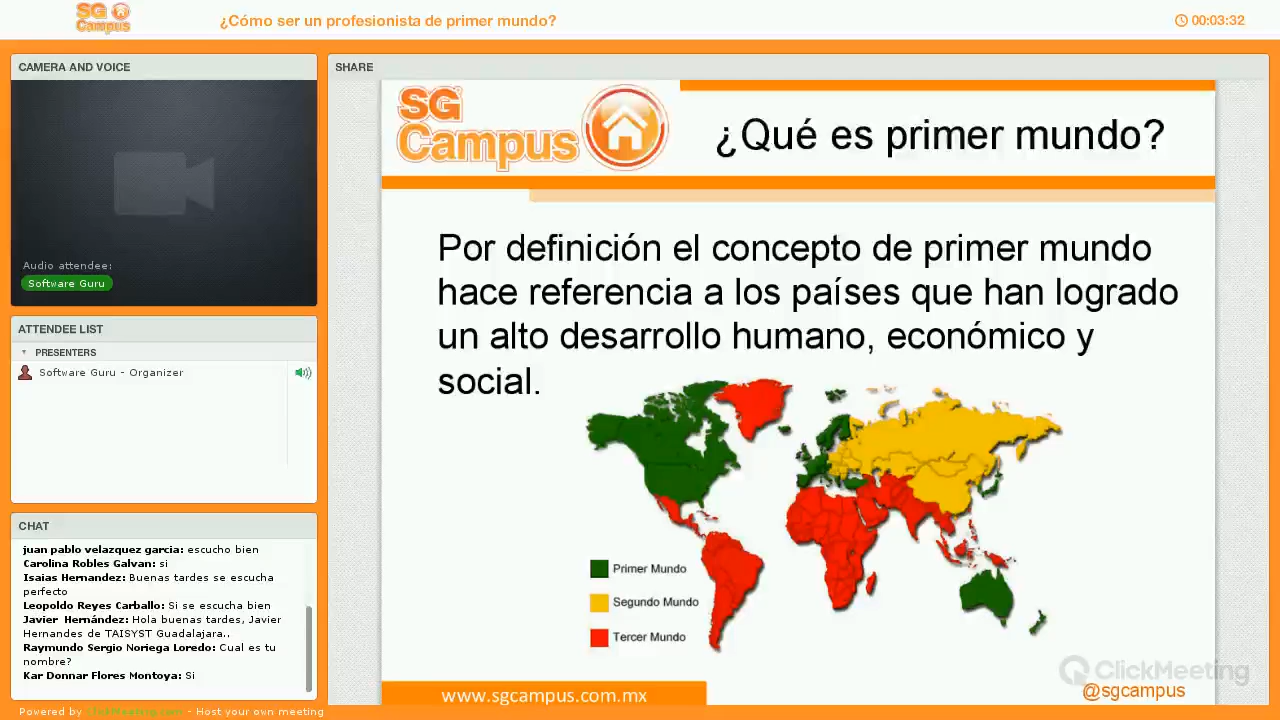 SG
Campus
¿Cómo ser un profesionista de primer mundo?
00:03:32
CAMERA AND VOICE
Audio attendee:
Software Guru
ATTENDEE LIST
PRESENTERS
Software Guru - Organizer
CHAT
juan pablo velazquez garcia: escucho bien
Carolina Robles Galvan: si
Isaias Hernandez: Buenas tardes se escucha
perfecto
Leopoldo Reyes Carballo: Si se escucha bien
Javier Hernández: Hola buenas tardes, Javier
Hernandes de TAISYST Guadalajara..
Raymundo Sergio Noriega Loredo: Cual es tu
nombre?
Kar Donnar Flores Montoya: Si
Powered by ClickMeeting.com - Host your own meeting
SHARE
SG
Campus
¿Qué es primer mundo?
Por definición el concepto de primer mundo
hace referencia a los países que han logrado
un alto desarrollo humano, económico y
social.
Primer Mundo
Segundo Mundo
Tercer Mundo
www.sgcampus.com.mx
ClickMeeting
@sgcampus